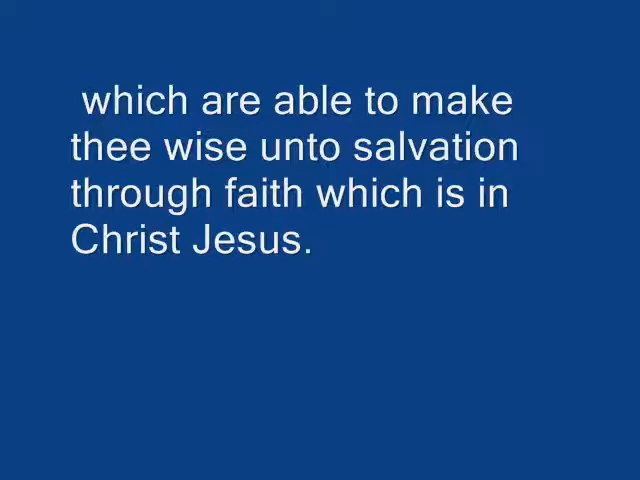 which are able to make
thee wise unto salvation
through faith which is in
Christ Jesus.